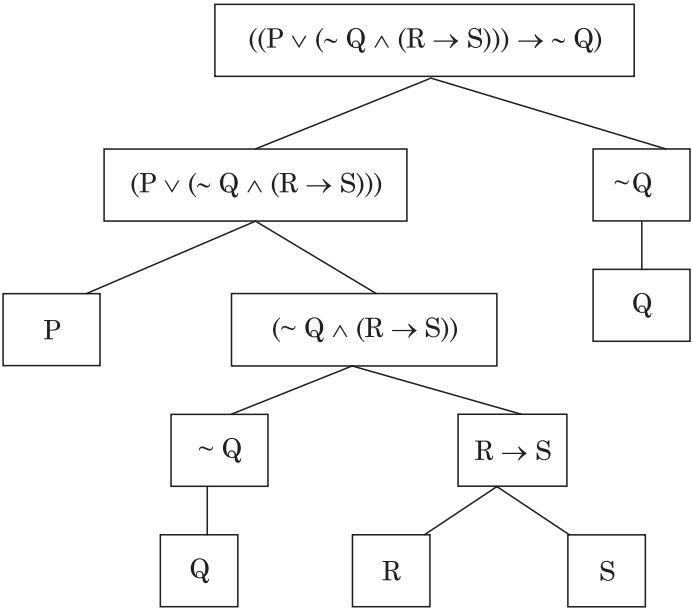 ((P ∨ (~ Q ∧ (R → S))) → ~ Q)
(P ∨ (~ Q ∧ (R → S)))
~Q
P
(~ Q ∧ (R → S))
Q
~ Q
R → S
Q
R
S